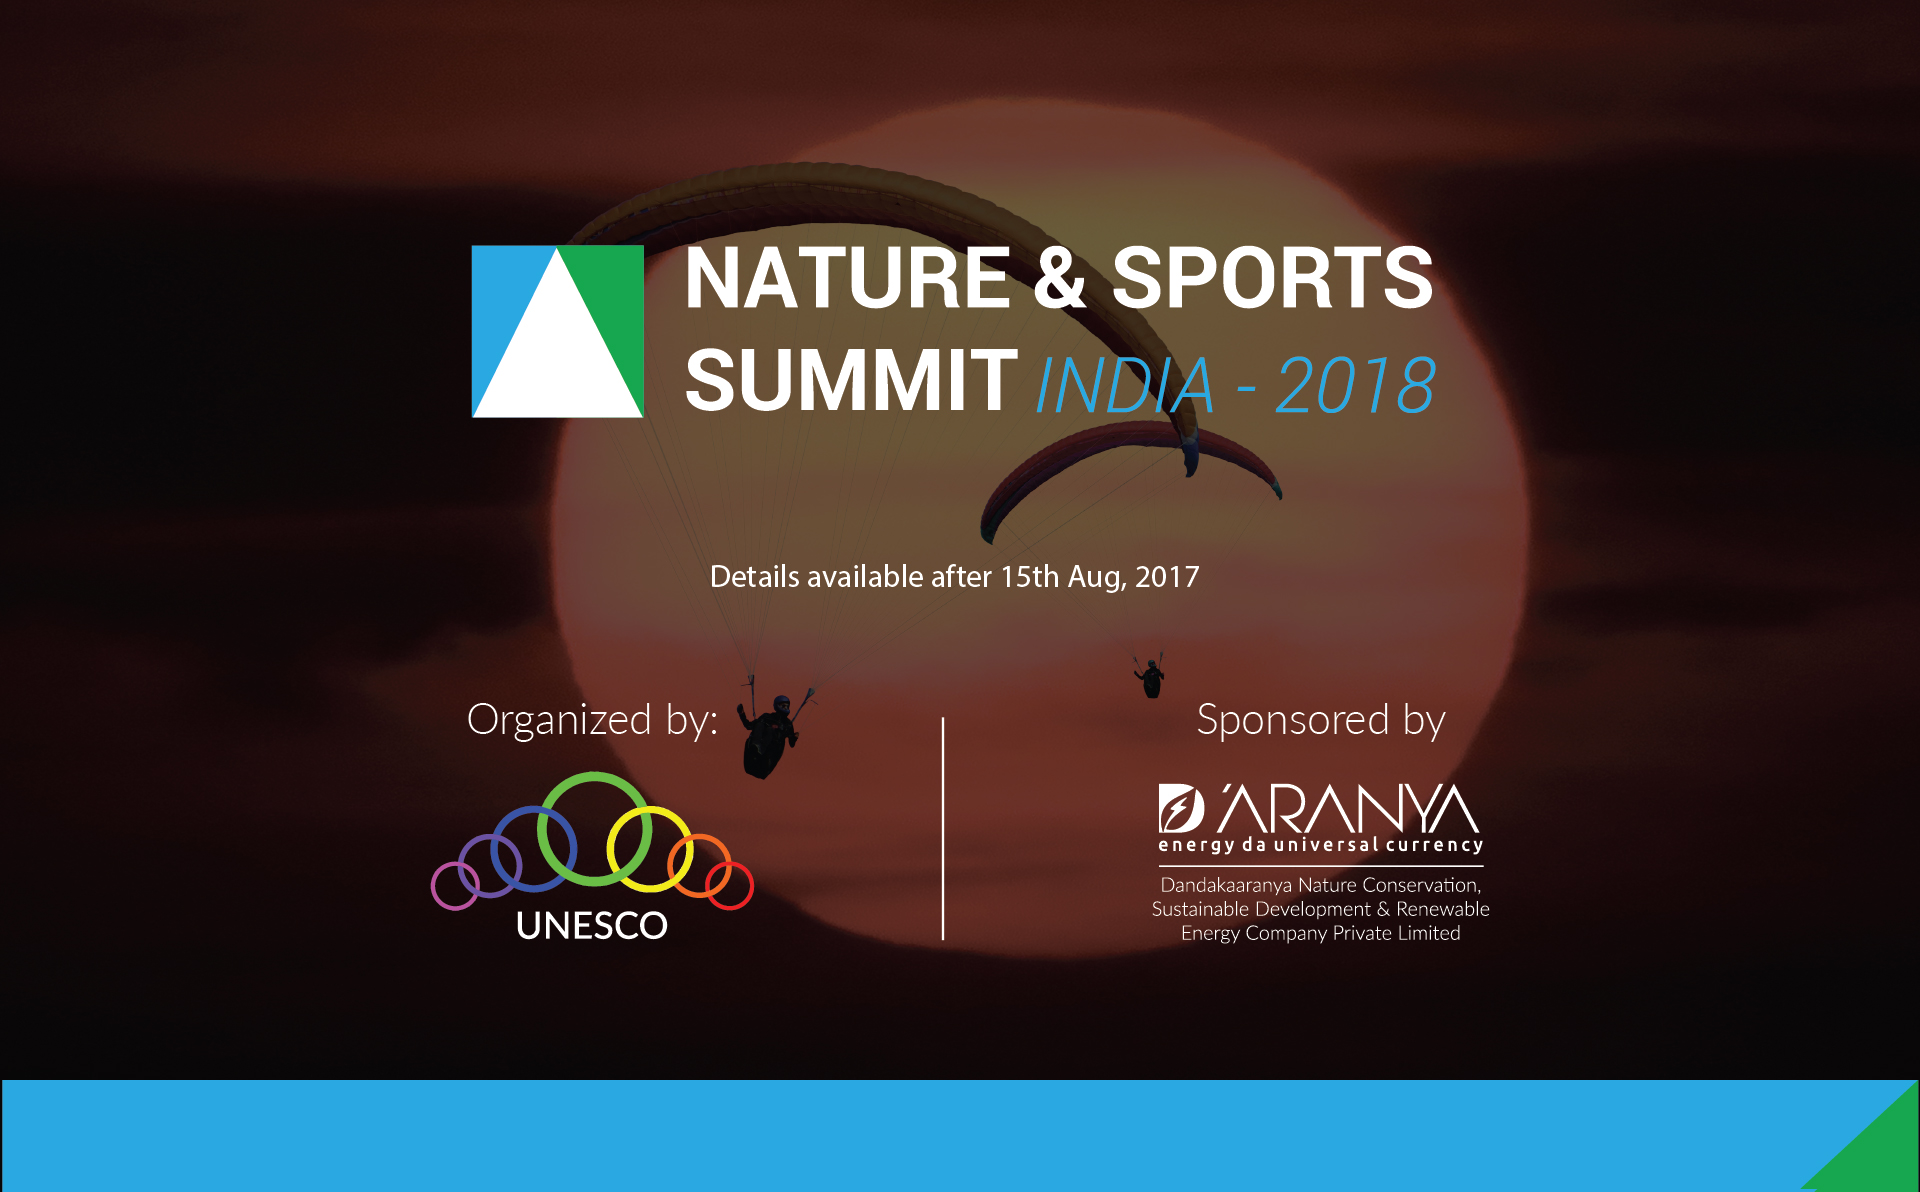 NATURE & SPORTS
SUMMIT INDIA - 2018
Details available after 15th Aug, 2017
Organized by:
UNESCO
Sponsored by
D'ARANYA
energy da universal currency
Dandakaaranya Nature Conservation,
Sustainable Development & Renewable
Energy Company Private Limited